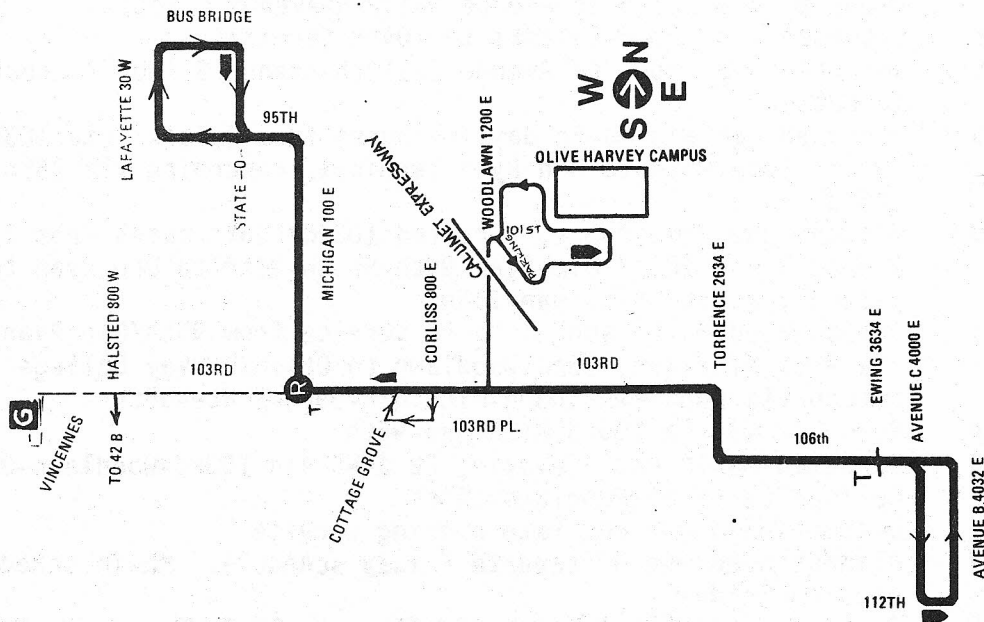 BUS BRIDGE
LAFAYETTE 30 W
STATE O
95TH
MICHIGAN 100 E
W
S N
E
CALUMET EXPRESSWAY
WOODLAWN 1200 E
OLIVE HARVEY CAMPUS
PARKING
101 ST
G
VINCENNES
HALSTED 800 W
TO 42 B
103RD
R
T
CORLISS 800 E
COTTAGE GROVE
103RD PL.
103RD
TORRENCE 2634 E
EWING 3634 E
T
106th
AVENUE C 4000 E
AVENUE B 4032 E
112TH